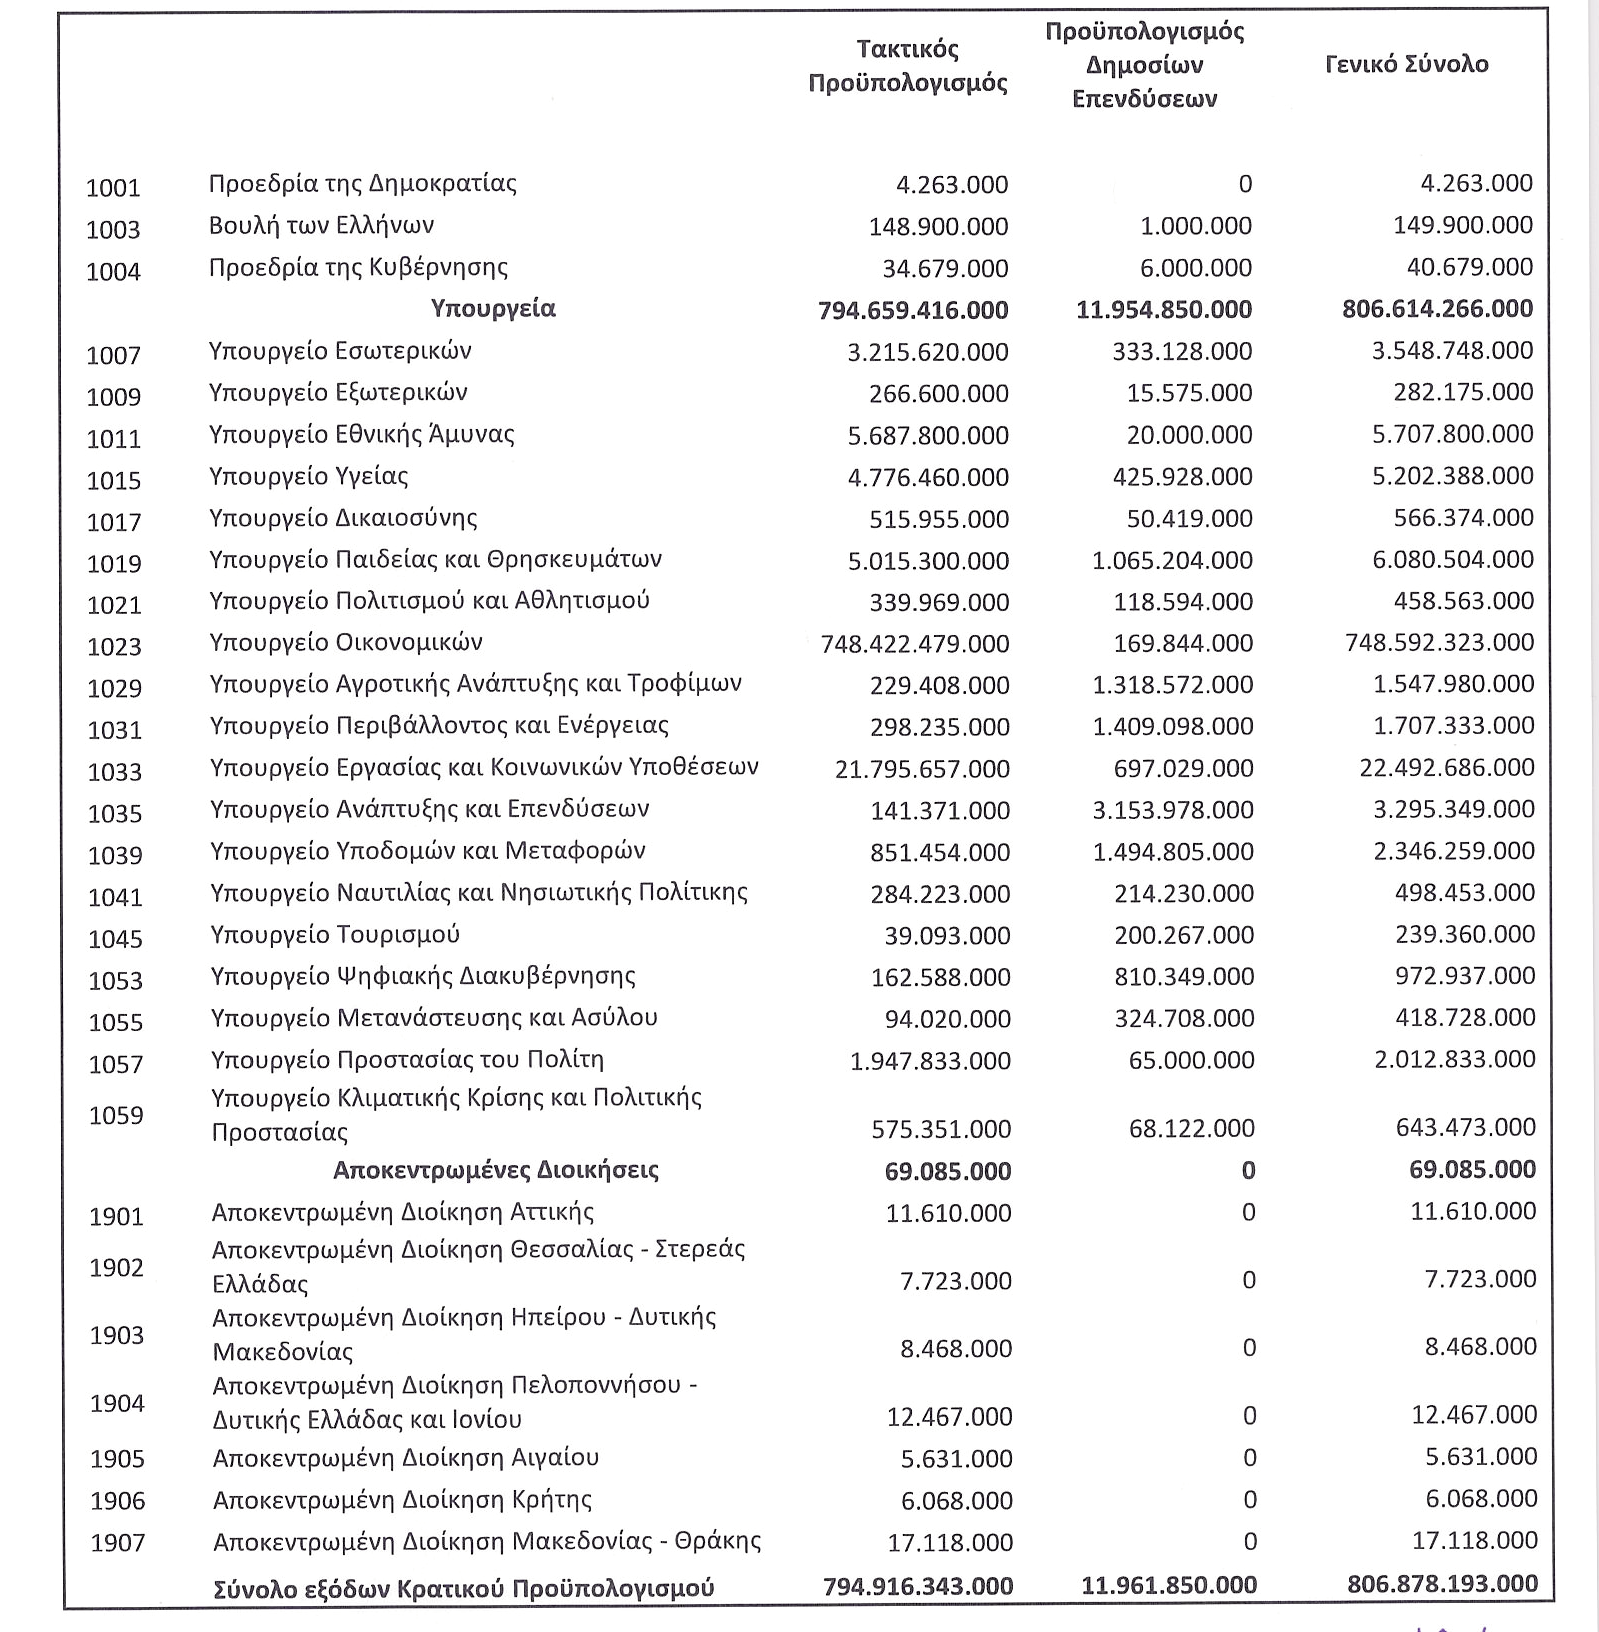 Τακτικός Προϋπολογισμός Προϋπολογισμός Δημοσίων Επενδύσεων Γενικό Σύνολο
1001 Προεδρία της Δημοκρατίας 4.263.000 0 4.263.000
1003 Βουλή των Ελλήνων 148.900.000 1.000.000 149.900.000
1004 Προεδρία της Κυβέρνησης 34.679.000 6.000.000 40.679.000
Υπουργεία 794.659.416.000 11.954.850.000 806.614.266.000
1007 Υπουργείο Εσωτερικών 3.215.620.000 333.128.000 3.548.748.000
1009 Υπουργείο Εξωτερικών 266.600.000 15.575.000 282.175.000
1011 Υπουργείο Εθνικής Άμυνας 5.687.800.000 20.000.000 5.707.800.000
1015 Υπουργείο Υγείας 4.776.460.000 425.928.000 5.202.388.000
1017 Υπουργείο Δικαιοσύνης 515.955.000 50.419.000 566.374.000
1019 Υπουργείο Παιδείας και Θρησκευμάτων 5.015.300.000 1.065.204.000 6.080.504.000
1021 Υπουργείο Πολιτισμού και Αθλητισμού 339.969.000 118.594.000 458.563.000
1023 Υπουργείο Οικονομικών 748.422.479.000 169.844.000 748.592.323.000
1029 Υπουργείο Αγροτικής Ανάπτυξης και Τροφίμων 229.408.000 1.318.572.000 1.547.980.000
1031 Υπουργείο Περιβάλλοντος και Ενέργειας 298.235.000 1.409.098.000 1.707.333.000
1033 Υπουργείο Εργασίας και Κοινωνικών Υποθέσεων 21.795.657.000 697.029.000 22.492.686.000
1035 Υπουργείο Ανάπτυξης και Επενδύσεων 141.371.000 3.153.978.000 3.295.349.000
1039 Υπουργείο Υποδομών και Μεταφορών 851.454.000 1.494.805.000 2.346.259.000
1041 Υπουργείο Ναυτιλίας και Νησιωτικής Πολίτικης 284.223.000 214.230.000 498.453.000
1045 Υπουργείο Τουρισμού 39.093.000 200.267.000 239.360.000
1053 Υπουργείο Ψηφιακής Διακυβέρνησης 162.588.000 810.349.000 972.937.000
1055 Υπουργείο Μετανάστευσης και Ασύλου 94.020.000 324.708.000 418.728.000
1057 Υπουργείο Προστασίας του Πολίτη 1.947.833.000 65.000.000 2.012.833.000
1059 Υπουργείο Κλιματικής Κρίσης και Πολιτικής
Προστασίας 575.351.000 68.122.000 643.473.000
Αποκεντρωμένες Διοικήσεις 69.085.000 0 69.085.000
1901 Αποκεντρωμένη Διοίκηση Αττικής 11.610.000 0 11.610.000
1902 Αποκεντρωμένη Διοίκηση Θεσσαλίας - Στερεάς
Ελλάδας 7.723.000 0 7.723.000
1903 Αποκεντρωμένη Διοίκηση Ηπείρου - Δυτικής
Μακεδονίας 8.468.000 0 8.468.000
1904 Αποκεντρωμένη Διοίκηση Πελοποννήσου -
Δυτικής Ελλάδας και Ιονίου 12.467.000 0 12.467.000
1905 Αποκεντρωμένη Διοίκηση Αιγαίου 5.631.000 0 5.631.000
1906 Αποκεντρωμένη Διοίκηση Κρήτης 6.068.000 0 6.068.000
1907 Αποκεντρωμένη Διοίκηση Μακεδονίας - Θράκης 17.118.000 0 17.118.000
Σύνολο εξόδων Κρατικού Προϋπολογισμού 794.916.343.000 11.961.850.000 806.878.193.000